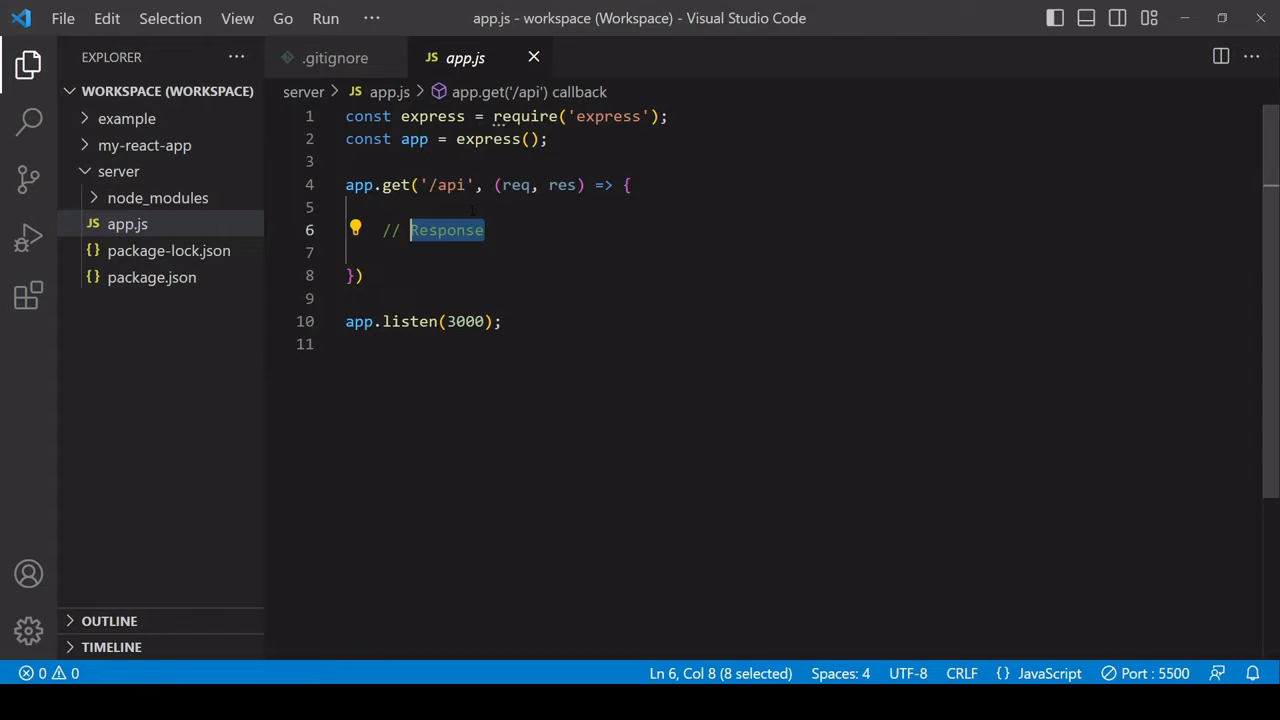 File Edit Selection View Go Run ··· app.js - workspace (Workspace) - Visual Studio Code
EXPLORER ···
.gitignore
JS app.js
WORKSPACE (WORKSPACE)
example
my-react-app
server
node_modules
JS app.js
{} package-lock.json
{} package.json
OUTLINE
TIMELINE
server > JS app.js > app.get('/api') callback
1 const express = require('express');
2 const app = express();
3
4 app.get('/api', (req, res) => {
5
6 // Response
7
8 })
9
10 app.listen(3000);
11
0 0 Ln 6, Col 8 (8 selected) Spaces: 4 UTF-8 CRLF {} JavaScript Port : 5500